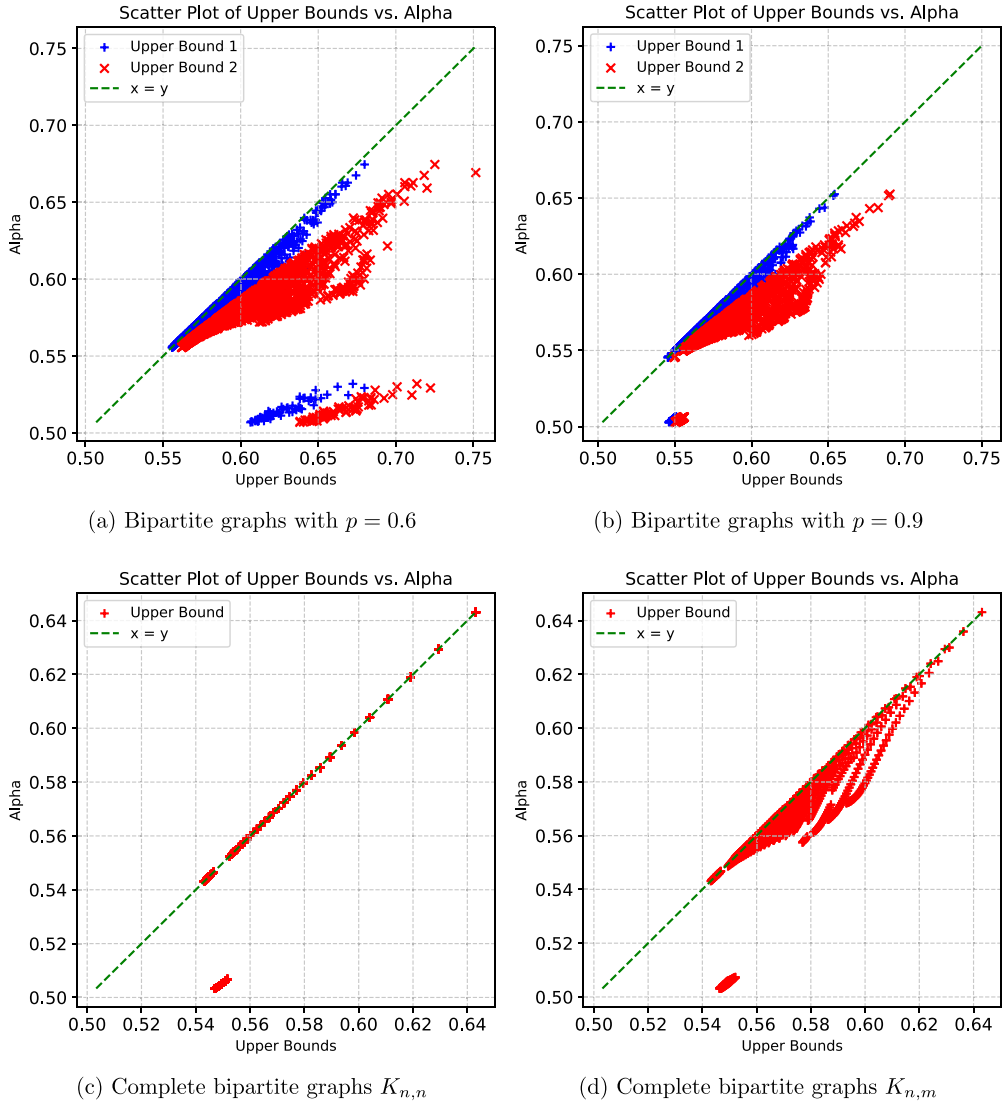 Scatter Plot of Upper Bounds vs. Alpha
Upper Bound 1
Upper Bound 2
x = y
0.75
0.70
0.65
0.60
0.55
0.50
Alpha
0.50 0.55 0.60 0.65 0.70 0.75
Upper Bounds
(a) Bipartite graphs with p = 0.6
Scatter Plot of Upper Bounds vs. Alpha
Upper Bound 1
Upper Bound 2
x = y
0.75
0.70
0.65
0.60
0.55
0.50
Alpha
0.50 0.55 0.60 0.65 0.70 0.75
Upper Bounds
(b) Bipartite graphs with p = 0.9
Scatter Plot of Upper Bounds vs. Alpha
Upper Bound
x = y
0.64
0.62
0.60
0.58
0.56
0.54
0.52
0.50
Alpha
0.50 0.52 0.54 0.56 0.58 0.60 0.62 0.64
Upper Bounds
(c) Complete bipartite graphs K_{n,n}
Scatter Plot of Upper Bounds vs. Alpha
Upper Bound
x = y
0.64
0.62
0.60
0.58
0.56
0.54
0.52
0.50
Alpha
0.50 0.52 0.54 0.56 0.58 0.60 0.62 0.64
Upper Bounds
(d) Complete bipartite graphs K_{n,m}